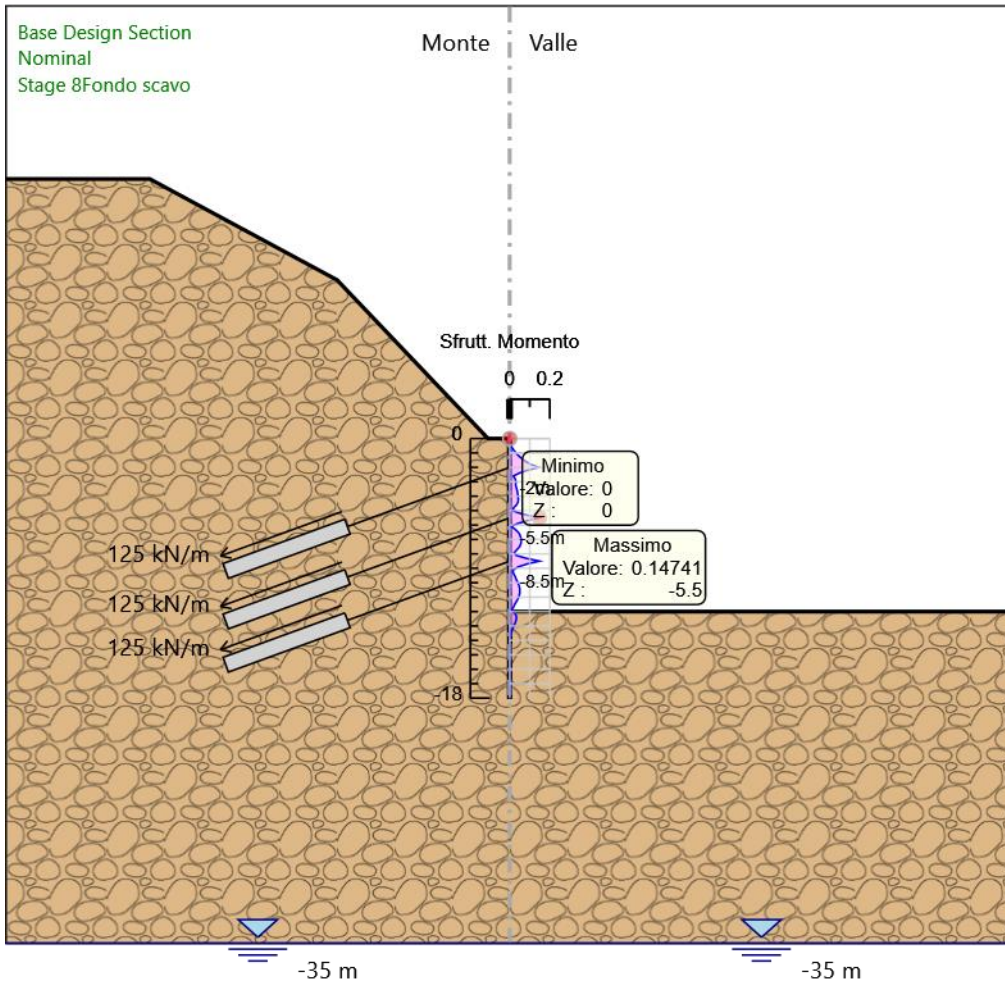 Base Design Section
Nominal
Stage 8Fondo scavo
Monte Valle
Sfrutt. Momento
0 0.2
0
Minimo
Valore: 0
Z : 0
-2m
-5.5m
Massimo
Valore: 0.14741
Z : -5.5
-8.5m
125 kN/m
125 kN/m
125 kN/m
-18
-35 m -35 m